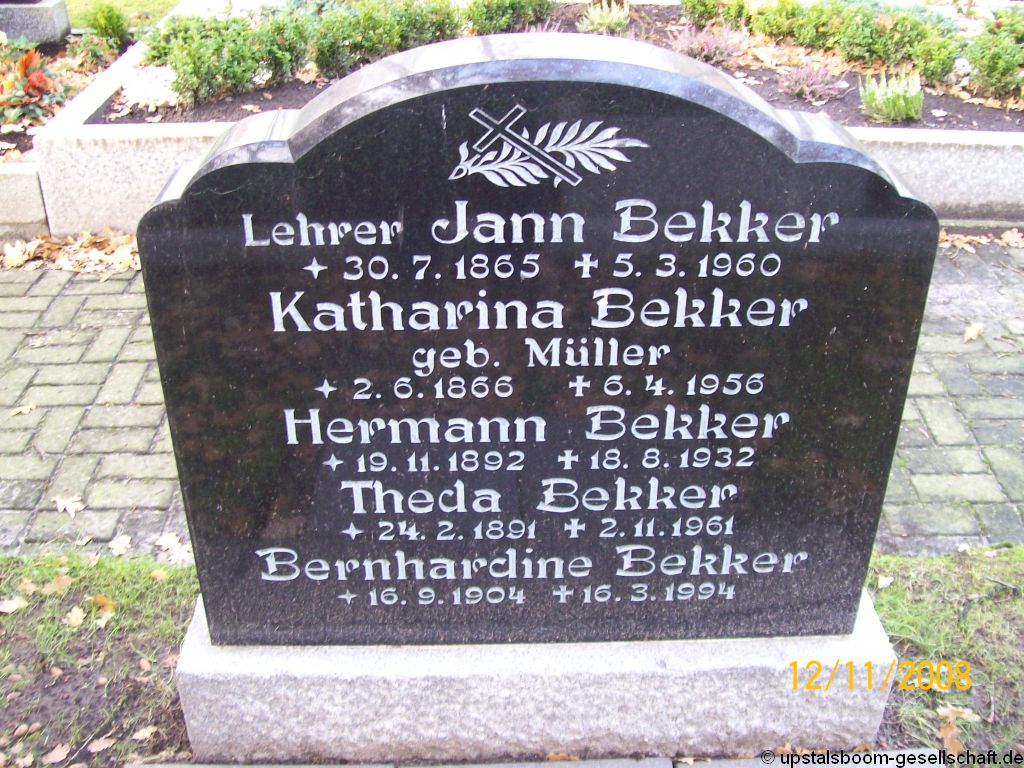 Lehrer Jann Bekker
✦ 30. 7. 1865 ✝ 5. 3. 1960
Katharina Bekker
geb. Müller
✦ 2. 6. 1866 ✝ 6. 4. 1956
Hermann Bekker
✦ 19. 11. 1892 ✝ 18. 8. 1932
Theda Bekker
✦ 24. 2. 1891 ✝ 2. 11. 1961
Bernhardine Bekker
✦ 16. 9. 1904 ✝ 16. 3. 1994
12/11/2008
© upstalsboom-gesellschaft.de